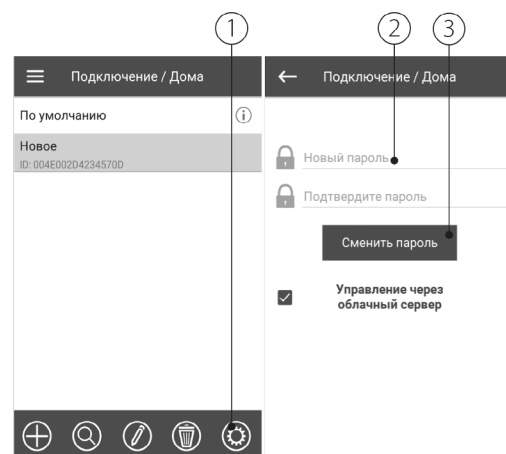 1
2
3
Подключение / Дома
По умолчанию
i
Новое
ID: 004E002D4234570D
Подключение / Дома
Новый пароль
Подтвердите пароль
Сменить пароль
Управление через
облачный сервер